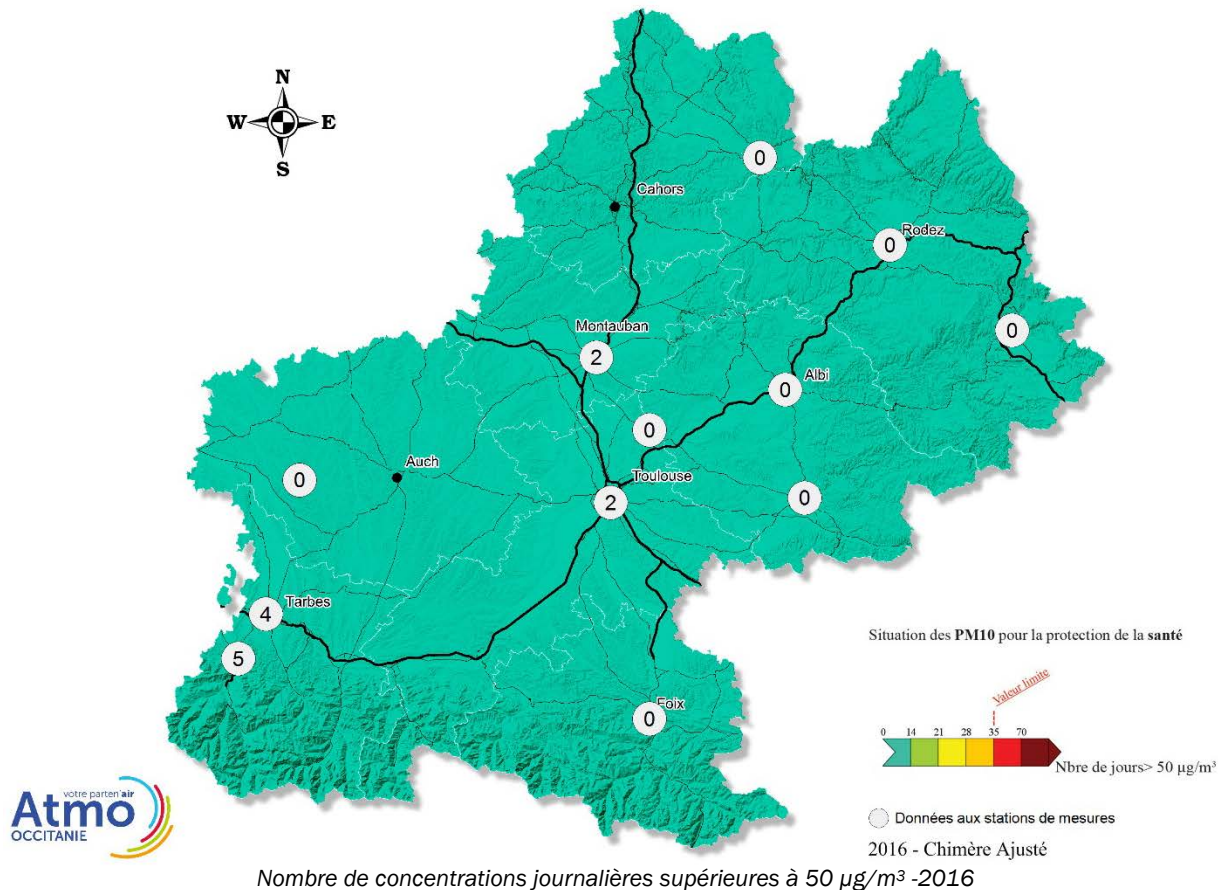 N
W E
S
Cahors
0
Rodez
0
0
Montauban
2
Albi
0
0
Auch
0
Toulouse
2
0
Tarbes
4
5
Foix
0
Situation des PM10 pour la protection de la santé
Valeur limite
0 14 21 28 35 70
Nbre de jours> 50 µg/m³
Données aux stations de mesures
2016 - Chimère Ajusté
votre parten'air
Atmo
OCCITANIE
Nombre de concentrations journalières supérieures à 50 µg/m³ -2016